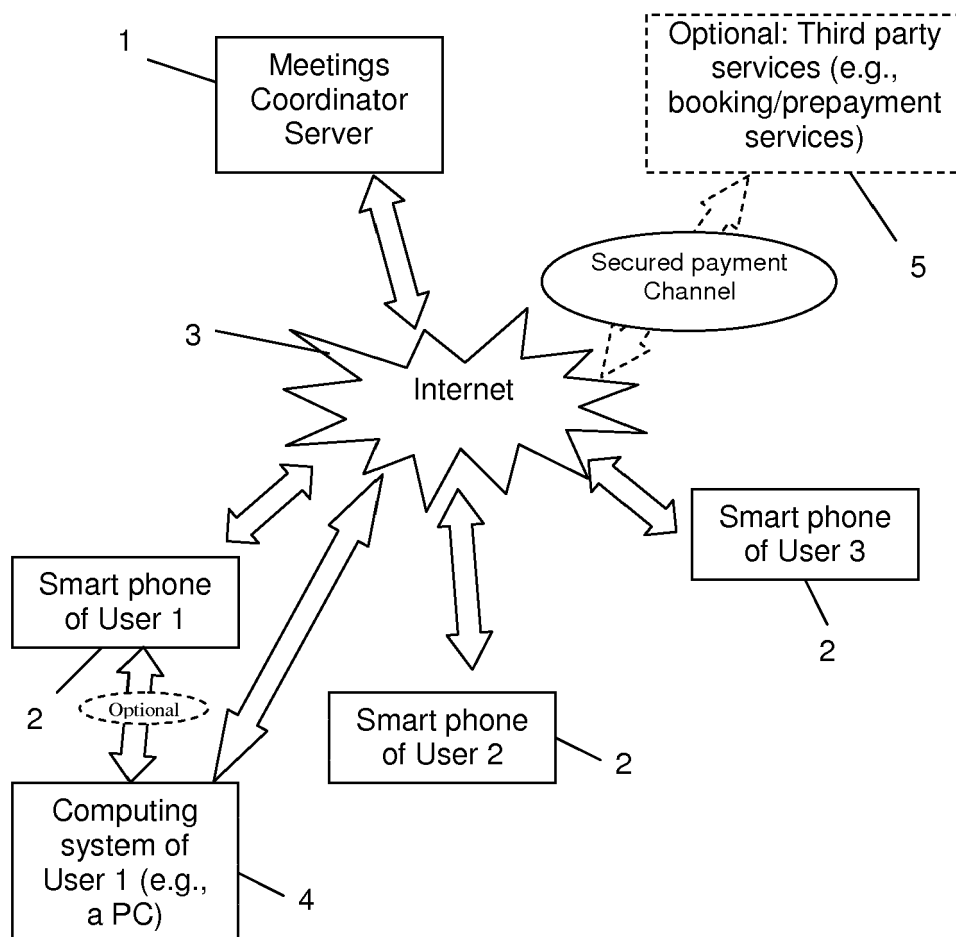 1
Meetings
Coordinator
Server
Optional: Third party
services (e.g.,
booking/prepayment
services)
5
Secured payment
Channel
3
Internet
Smart phone
of User 3
2
Smart phone
of User 1
2
Optional
Smart phone
of User 2
2
Computing
system of
User 1 (e.g.,
a PC)
4